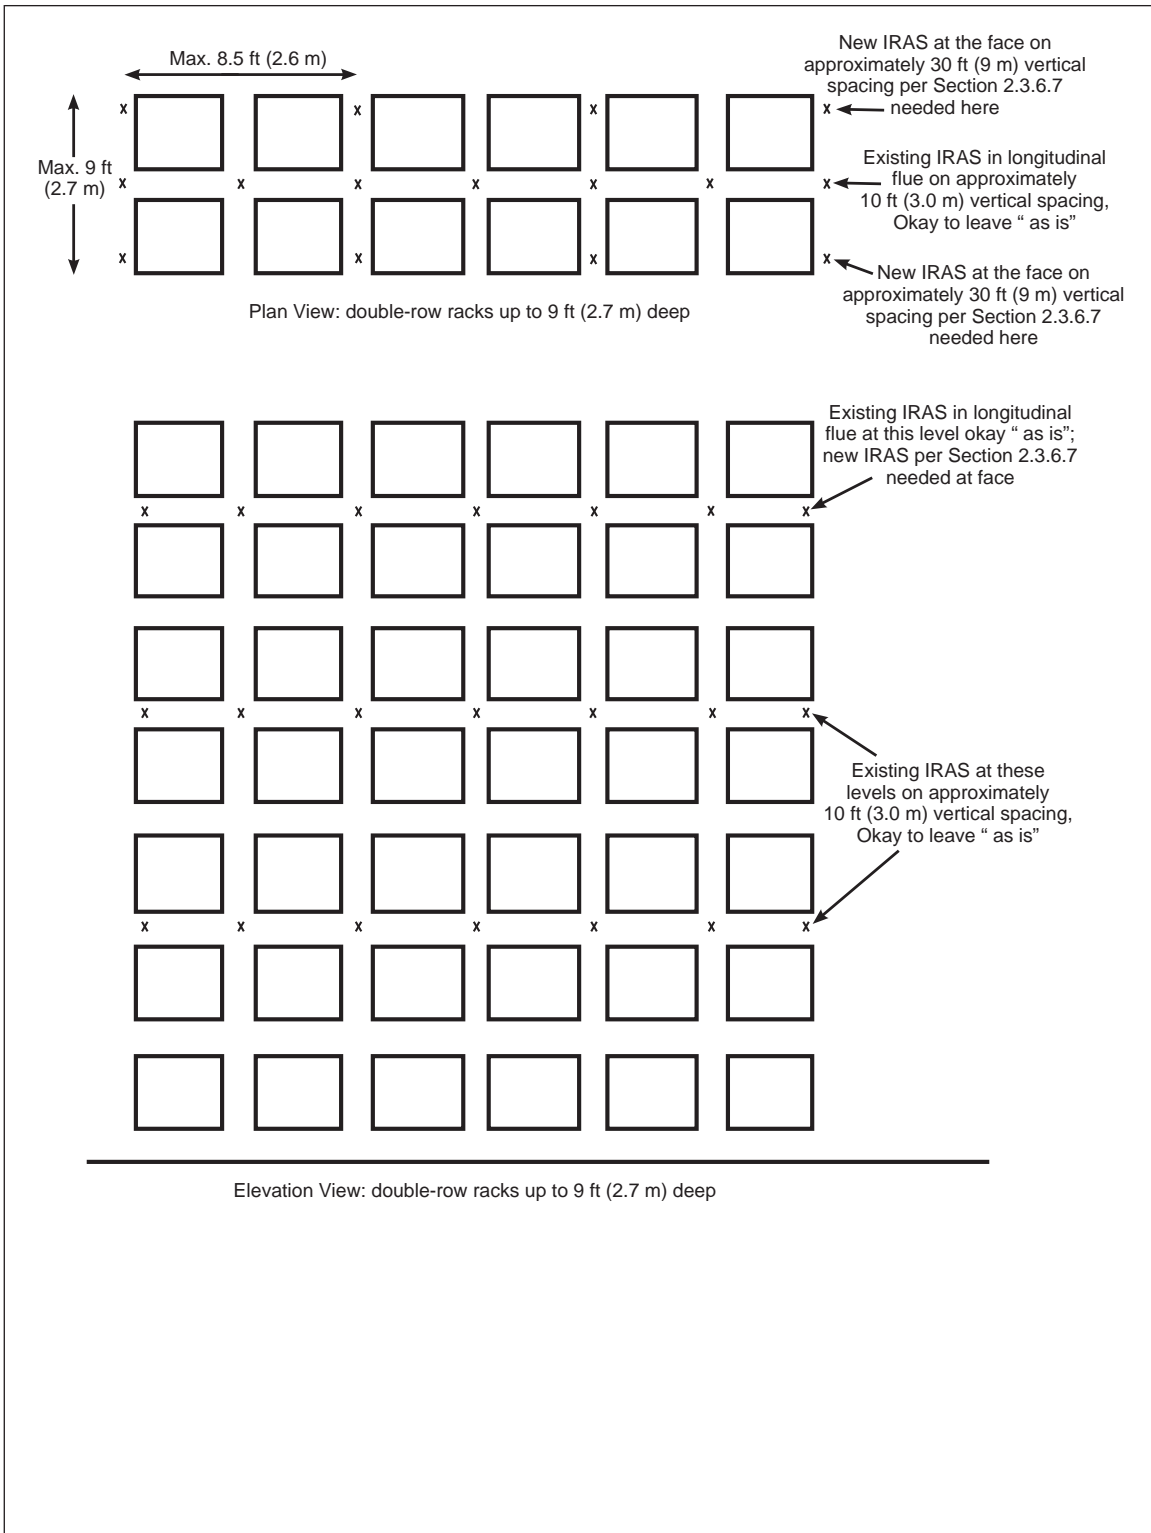 Max. 8.5 ft (2.6 m)
New IRAS at the face on
approximately 30 ft (9 m) vertical
spacing per Section 2.3.6.7
needed here
Max. 9 ft
(2.7 m)
Existing IRAS in longitudinal
flue on approximately
10 ft (3.0 m) vertical spacing,
Okay to leave “ as is”
New IRAS at the face on
approximately 30 ft (9 m) vertical
spacing per Section 2.3.6.7
needed here
Plan View: double-row racks up to 9 ft (2.7 m) deep
Existing IRAS in longitudinal
flue at this level okay “ as is”;
new IRAS per Section 2.3.6.7
needed at face
Existing IRAS at these
levels on approximately
10 ft (3.0 m) vertical spacing,
Okay to leave “ as is”
Elevation View: double-row racks up to 9 ft (2.7 m) deep